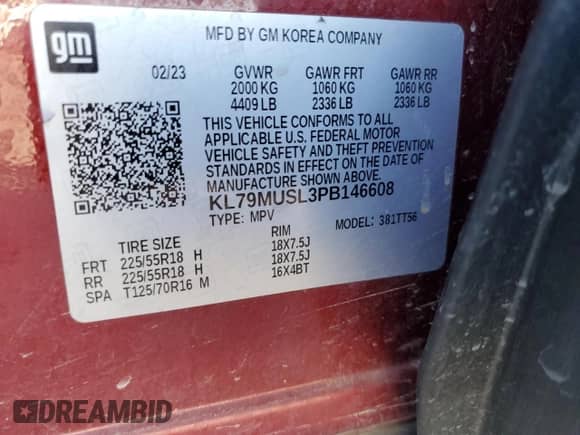 gm
MFD BY GM KOREA COMPANY
02/23 GVWR GAWR FRT GAWR RR
2000 KG 1060 KG 1060 KG
4409 LB 2336 LB 2336 LB
THIS VEHICLE CONFORMS TO ALL
APPLICABLE U.S. FEDERAL MOTOR
VEHICLE SAFETY AND THEFT PREVENTION
STANDARDS IN EFFECT ON THE DATE OF
MANUFACTURE SHOWN ABOVE.
KL79MUSL3PB146608
TYPE: MPV MODEL: 381TT56
TIRE SIZE RIM
FRT 225/55R18 H 18X7.5J
RR 225/55R18 H 18X7.5J
SPA T125/70R16 M 16X4BT
DREAMBID